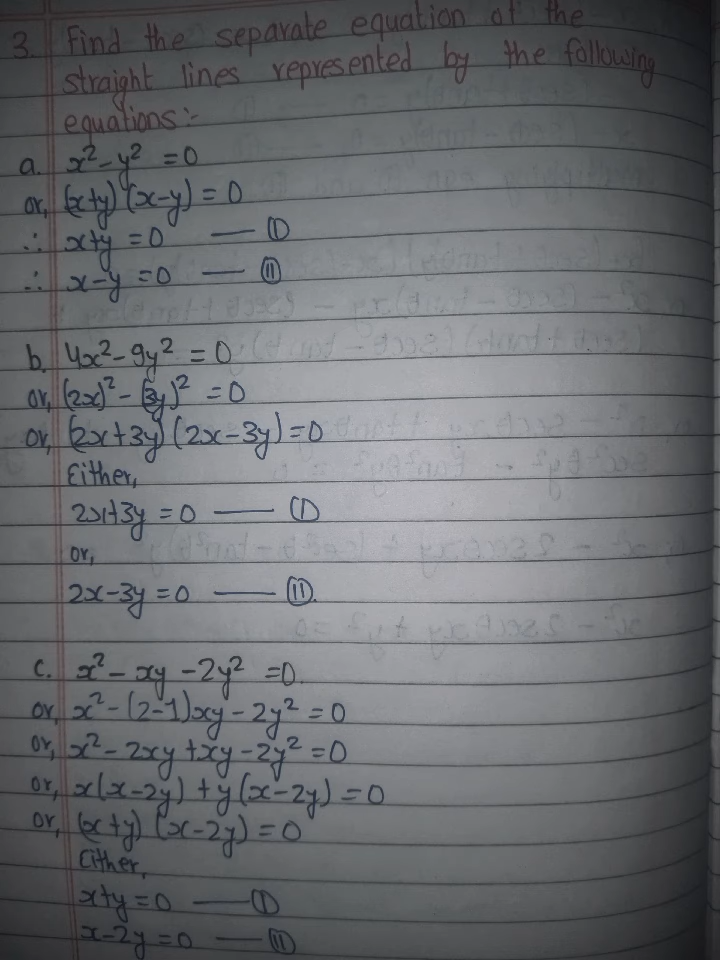 3. Find the separate equation of the
straight lines represented by the following
equations:-
a. x² - y² = 0
or, (x+y) (x-y) = 0
∴ x+y = 0 — (I)
∴ x-y = 0 — (II)
b. 4x² - 9y² = 0
or, (2x)² - (3y)² = 0
or, (2x+3y) (2x-3y) = 0
Either,
2x+3y = 0 — (I)
or,
2x-3y = 0 — (II).
c. x² - xy - 2y² = 0
or, x² - (2-1)xy - 2y² = 0
or, x² - 2xy + xy - 2y² = 0
or, x(x-2y) + y(x-2y) = 0
or, (x+y) (x-2y) = 0
Either,
x+y = 0 — (I)
x-2y = 0 — (II)